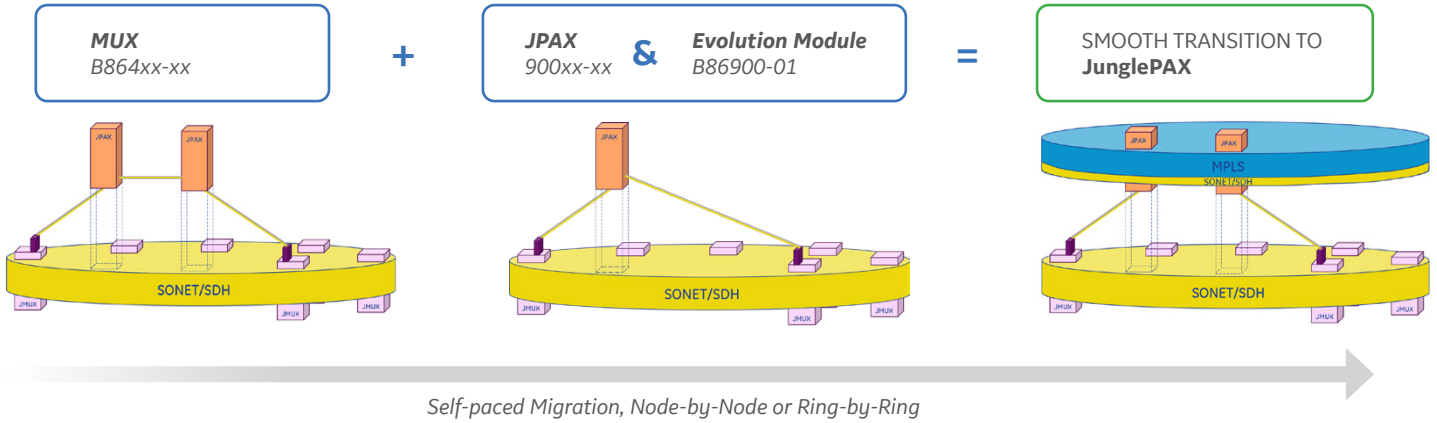 MUX
B864xx-xx
+
JPAX
900xx-xx
&
Evolution Module
B86900-01
=
SMOOTH TRANSITION TO
JunglePAX
JPAX
JPAX
SONET/SDH
JMUX
JMUX
JMUX
JPAX
SONET/SDH
JMUX
JMUX
JMUX
JPAX
JPAX
MPLS
SONET/SDH
SONET/SDH
JMUX
JMUX
JMUX
Self-paced Migration, Node-by-Node or Ring-by-Ring